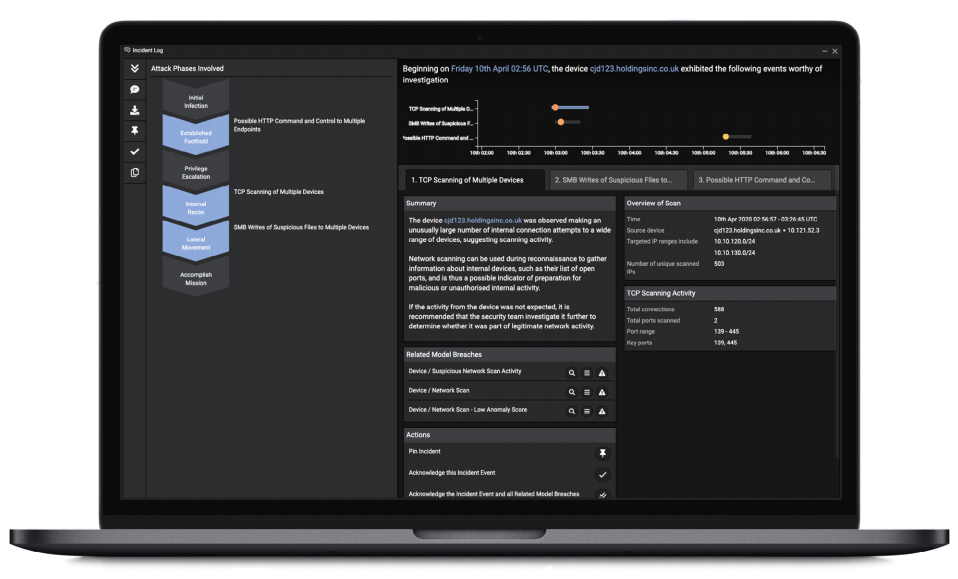 Incident Log
Attack Phases Involved
Initial
Infection
Possible HTTP Command and Control to Multiple
Endpoints
Established
Foothold
Privilege
Escalation
TCP Scanning of Multiple Devices
Internal
Recon
SMB Writes of Suspicious Files to Multiple Devices
Lateral
Movement
Accomplish
Mission
Beginning on Friday 10th April 02:56 UTC, the device cjd123.holdingsinc.co.uk exhibited the following events worthy of
investigation
TCP Scanning of Multiple D...
SMB Writes of Suspicious F...
Possible HTTP Command and ...
10th 02:00 10th 02:30 10th 03:00 10th 03:30 10th 04:00 10th 04:30 10th 05:00 10th 05:30 10th 06:00 10th 06:30
1. TCP Scanning of Multiple Devices
2. SMB Writes of Suspicious Files to...
3. Possible HTTP Command and Co...
Summary
The device cjd123.holdingsinc.co.uk was observed making an
unusually large number of internal connection attempts to a wide
range of devices, suggesting scanning activity.
Network scanning can be used during reconnaissance to gather
information about internal devices, such as their list of open
ports, and is thus a possible indicator of preparation for
malicious or unauthorised internal activity.
If the activity from the device was not expected, it is
recommended that the security team investigate it further to
determine whether it was part of legitimate network activity.
Related Model Breaches
Device / Suspicious Network Scan Activity
Device / Network Scan
Device / Network Scan - Low Anomaly Score
Actions
Pin Incident
Acknowledge this Incident Event
Acknowledge the Incident Event and all Related Model Breaches
Overview of Scan
Time 10th Apr 2020 02:56:57 - 03:26:45 UTC
Source device cjd123.holdingsinc.co.uk • 10.121.52.3
Targeted IP ranges include 10.10.120.0/24
10.10.130.0/24
Number of unique scanned 503
IPs
TCP Scanning Activity
Total connections 588
Total ports scanned 2
Port range 139 - 445
Key ports 139, 445